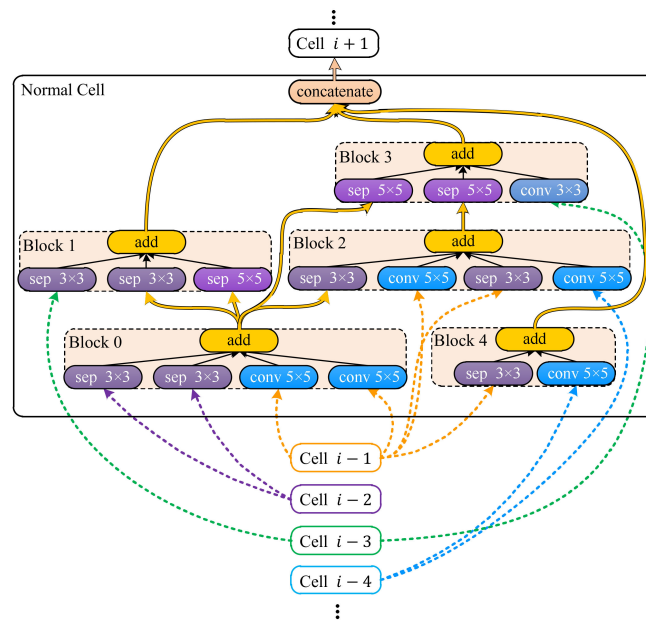 Cell i + 1
Normal Cell
concatenate
Block 3
add
sep 5×5
sep 5×5
conv 3×3
Block 1
add
sep 3×3
sep 3×3
sep 5×5
Block 2
add
sep 3×3
conv 5×5
sep 3×3
conv 5×5
Block 0
add
sep 3×3
sep 3×3
conv 5×5
conv 5×5
Block 4
add
sep 3×3
conv 5×5
Cell i − 1
Cell i − 2
Cell i − 3
Cell i − 4